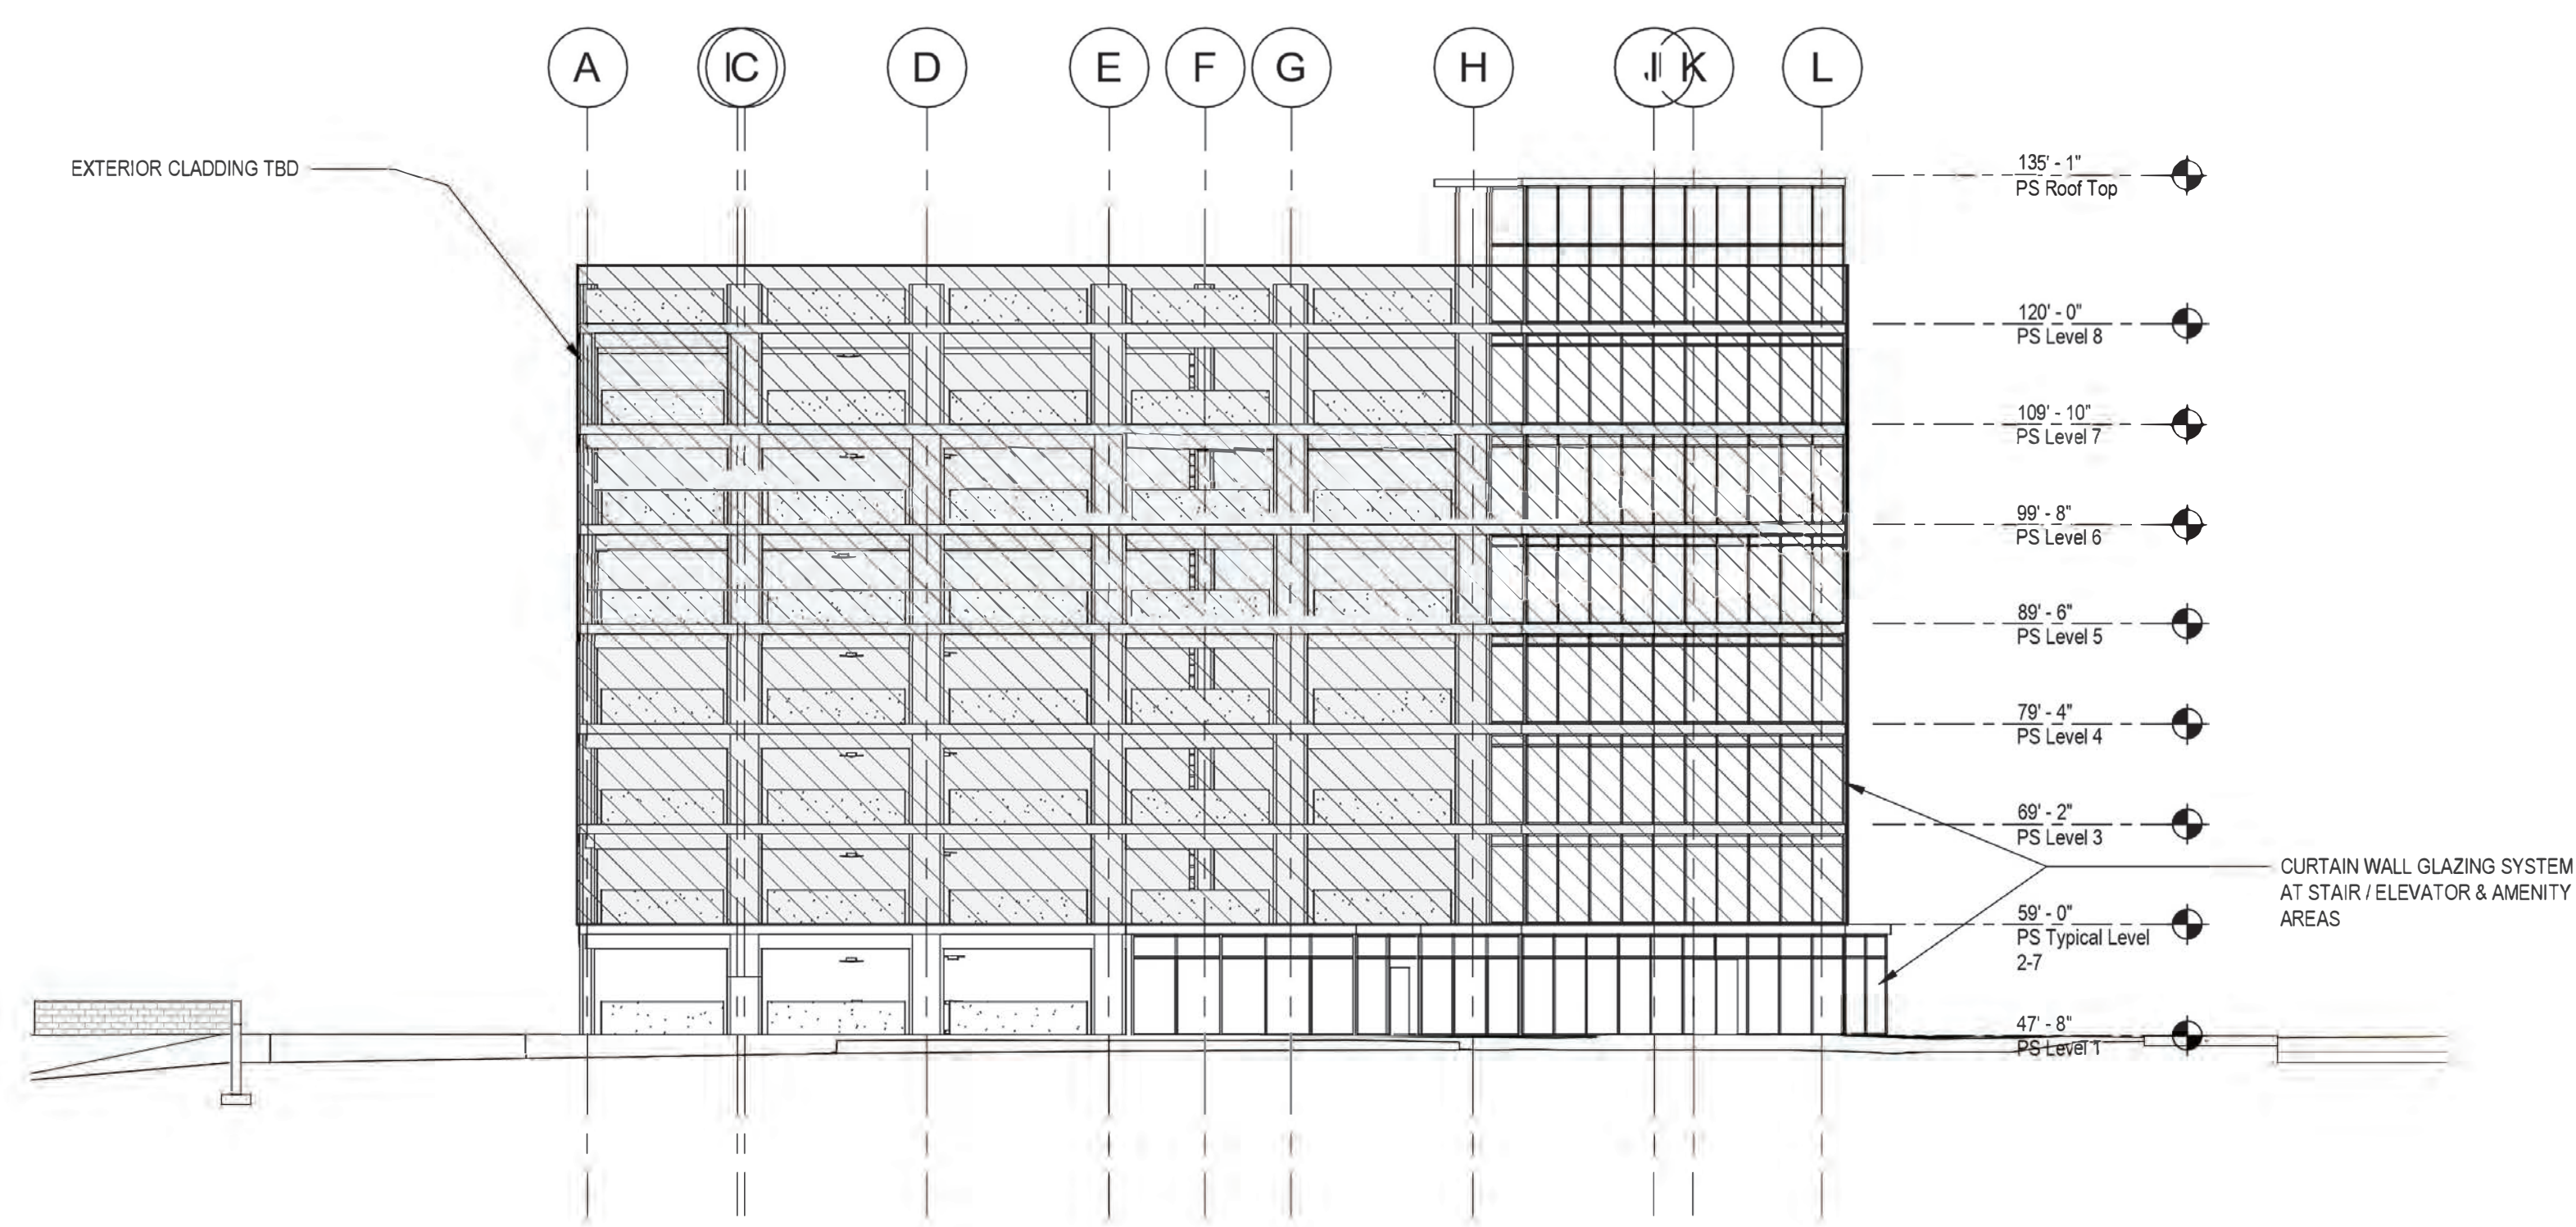 A
C
D
E
F
G
H
J
K
L
EXTERIOR CLADDING TBD
135' - 1"
PS Roof Top
120' - 0"
PS Level 8
109' - 10"
PS Level 7
99' - 8"
PS Level 6
89' - 6"
PS Level 5
79' - 4"
PS Level 4
69' - 2"
PS Level 3
CURTAIN WALL GLAZING SYSTEM
AT STAIR / ELEVATOR & AMENITY
AREAS
59' - 0"
PS Typical Level
2-7
47' - 8"
PS Level 1